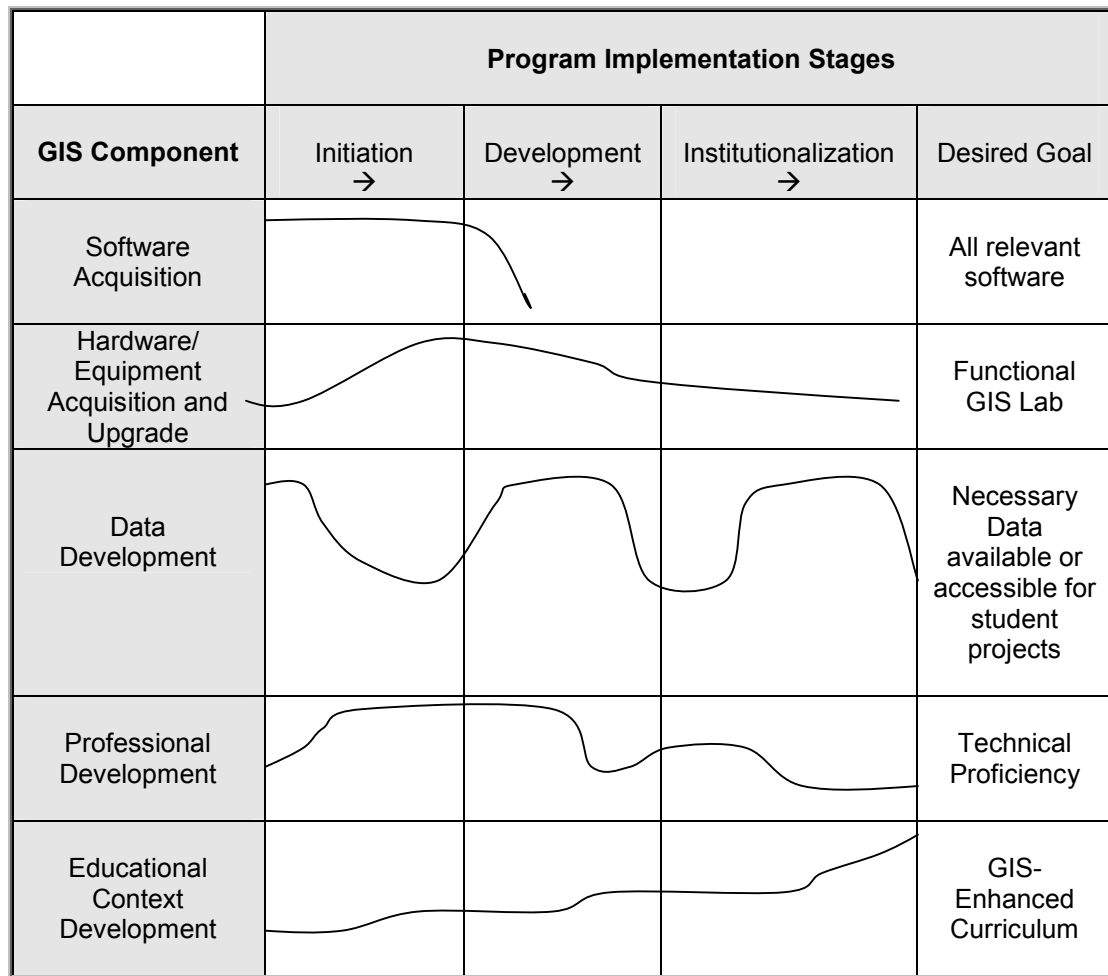 Program Implementation Stages
GIS Component
Initiation
→
Development
→
Institutionalization
→
Desired Goal
Software
Acquisition
All relevant
software
Hardware/
Equipment
Acquisition and
Upgrade
Functional
GIS Lab
Data
Development
Necessary
Data
available or
accessible for
student
projects
Professional
Development
Technical
Proficiency
Educational
Context
Development
GIS-
Enhanced
Curriculum